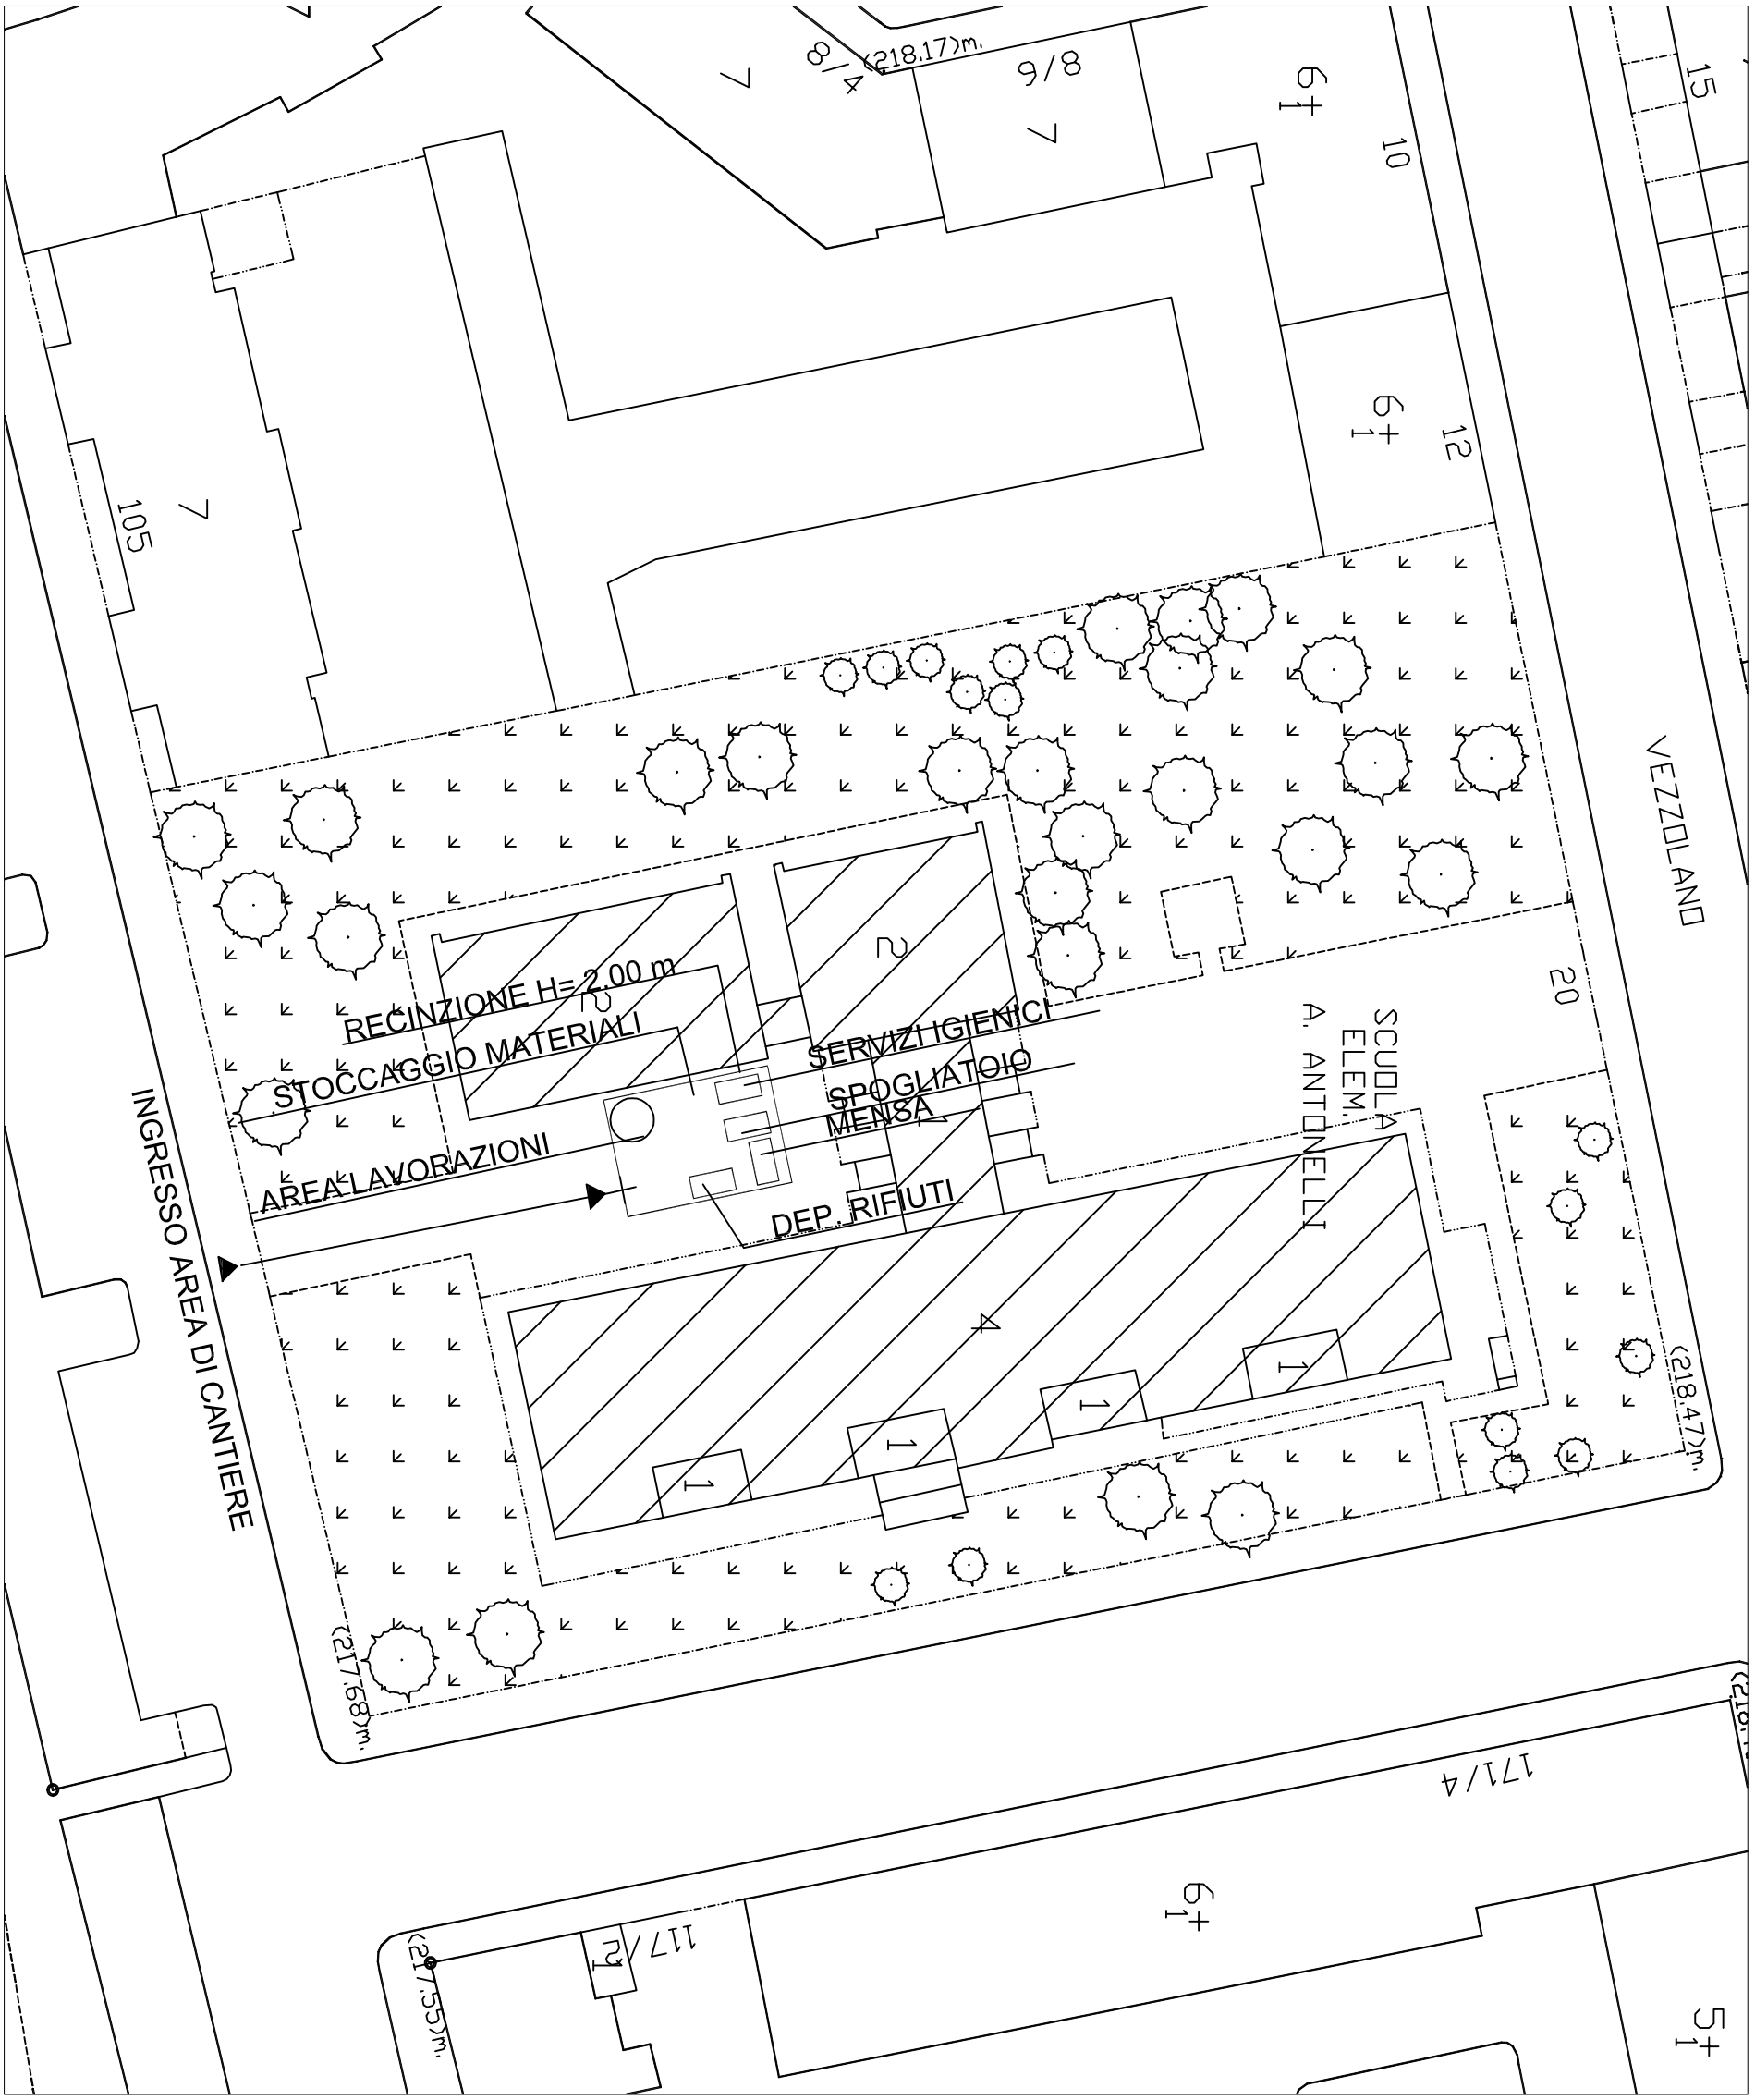 7
8/4
(218.17)m.
8/6
7
6+
1
10
15
6+
1
12
105
7
VEZZOLANO
2
2
RECINZIONE H= 2.00 m
STOCCAGGIO MATERIALI
SERVIZI IGIENICI
SPOGLIATOIO
MENSA
1
AREA LAVORAZIONI
DEP. RIFIUTI
INGRESSO AREA DI CANTIERE
20
SCUOLA
ELEM.
A. ANTONELLI
4
1
1
1
1
(218.47)m.
(217.68)m.
171/4
117/
2
1
6+
1
(217.55)m.
5+
1